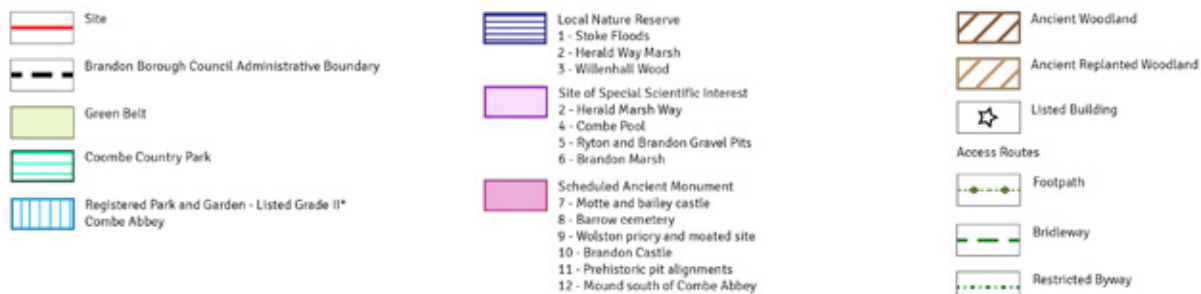 Site
Brandon Borough Council Administrative Boundary
Green Belt
Coombe Country Park
Registered Park and Garden - Listed Grade II*
Combe Abbey
Local Nature Reserve
1 - Stoke Floods
2 - Herald Way Marsh
3 - Willenhall Wood
Site of Special Scientific Interest
2 - Herald Marsh Way
4 - Combe Pool
5 - Ryton and Brandon Gravel Pits
6 - Brandon Marsh
Scheduled Ancient Monument
7 - Motte and bailey castle
8 - Barrow cemetery
9 - Wolston priory and moated site
10 - Brandon Castle
11 - Prehistoric pit alignments
12 - Mound south of Combe Abbey
Ancient Woodland
Ancient Replanted Woodland
Listed Building
Access Routes
Footpath
Bridleway
Restricted Byway